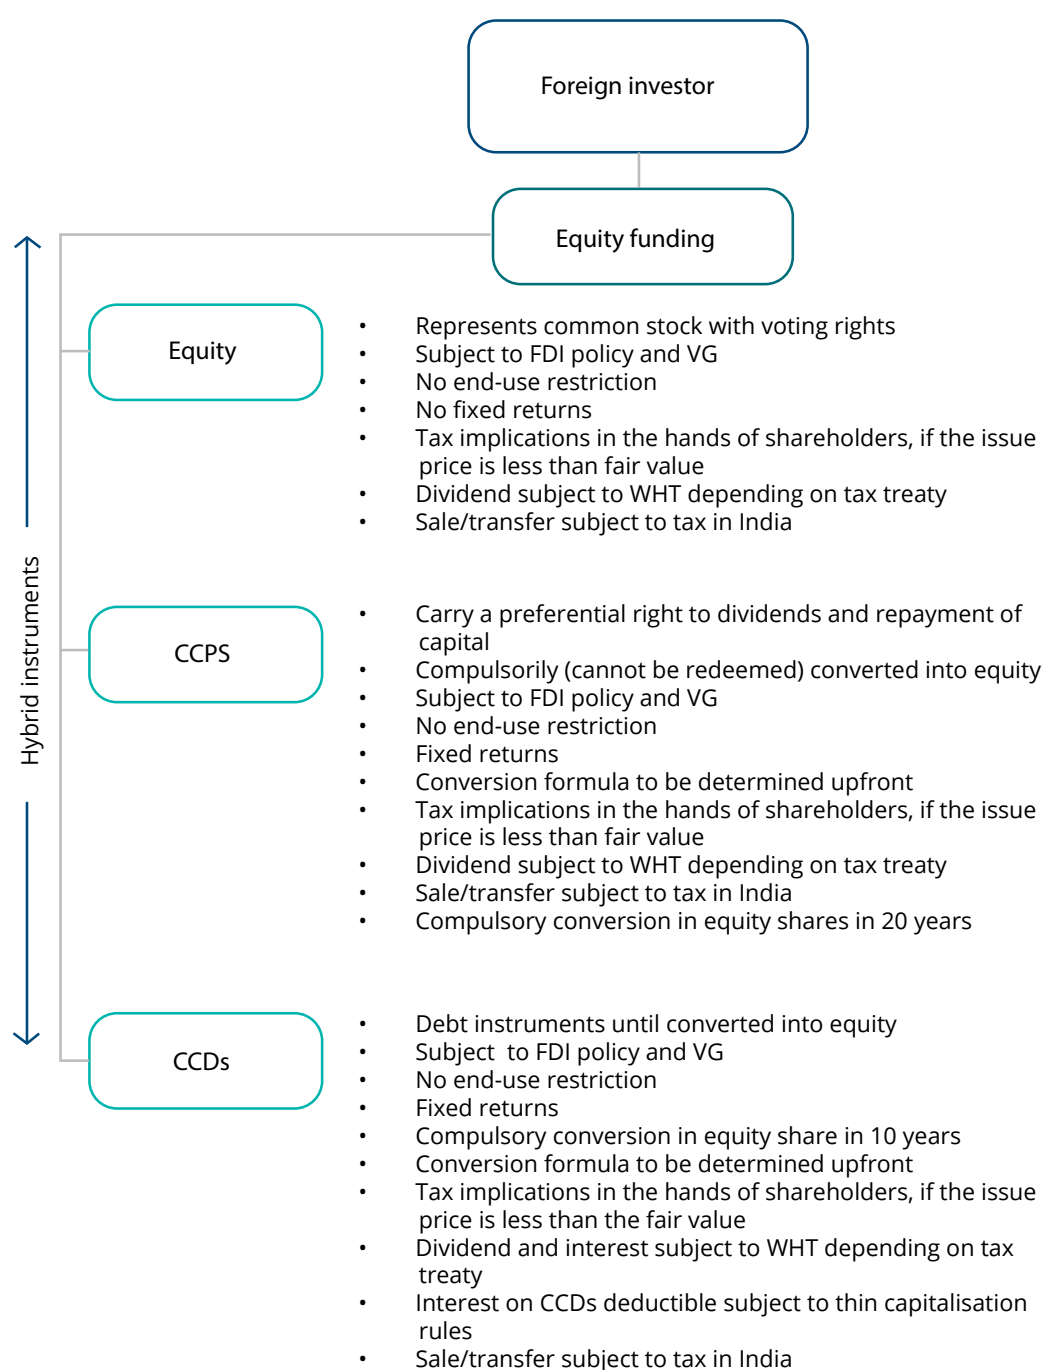 Foreign investor
Equity funding
Hybrid instruments
Equity
• Represents common stock with voting rights
• Subject to FDI policy and VG
• No end-use restriction
• No fixed returns
• Tax implications in the hands of shareholders, if the issue
price is less than fair value
• Dividend subject to WHT depending on tax treaty
• Sale/transfer subject to tax in India
CCPS
• Carry a preferential right to dividends and repayment of
capital
• Compulsorily (cannot be redeemed) converted into equity
• Subject to FDI policy and VG
• No end-use restriction
• Fixed returns
• Conversion formula to be determined upfront
• Tax implications in the hands of shareholders, if the issue
price is less than fair value
• Dividend subject to WHT depending on tax treaty
• Sale/transfer subject to tax in India
• Compulsory conversion in equity shares in 20 years
CCDs
• Debt instruments until converted into equity
• Subject to FDI policy and VG
• No end-use restriction
• Fixed returns
• Compulsory conversion in equity share in 10 years
• Conversion formula to be determined upfront
• Tax implications in the hands of shareholders, if the issue
price is less than the fair value
• Dividend and interest subject to WHT depending on tax
treaty
• Interest on CCDs deductible subject to thin capitalisation
rules
• Sale/transfer subject to tax in India